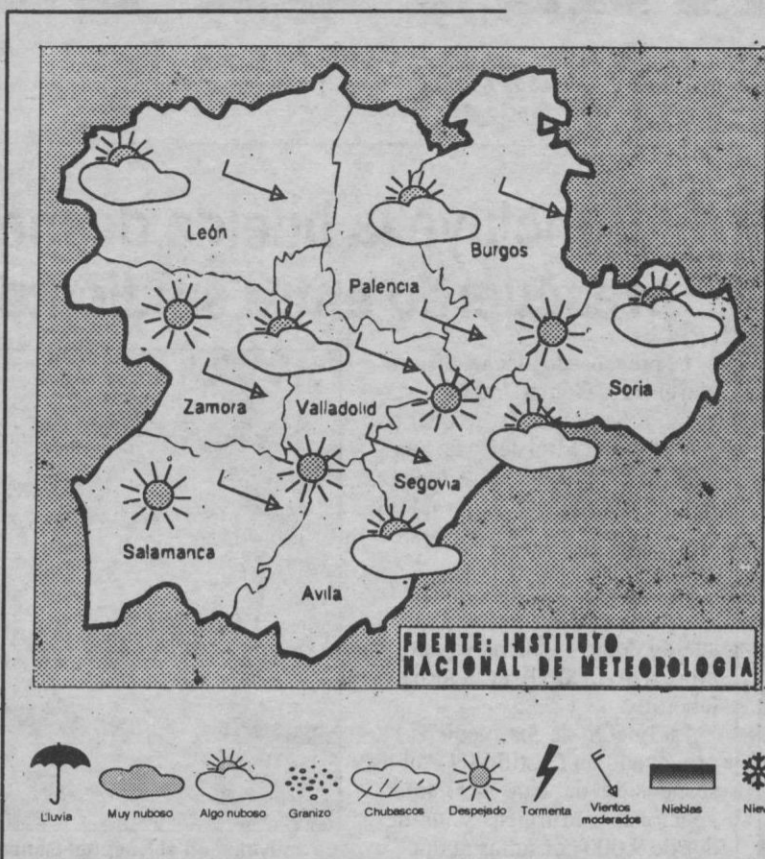 León
Burgos
Palencia
Soria
Zamora
Valladolid
Segovia
Salamanca
Avila
FUENTE: INSTITUTO
NACIONAL DE METEOROLOGIA
Lluvia
Muy nuboso
Algo nuboso
Granizo
Chubascos
Despejado
Tormenta
Vientos
moderados
Nieblas
Niev